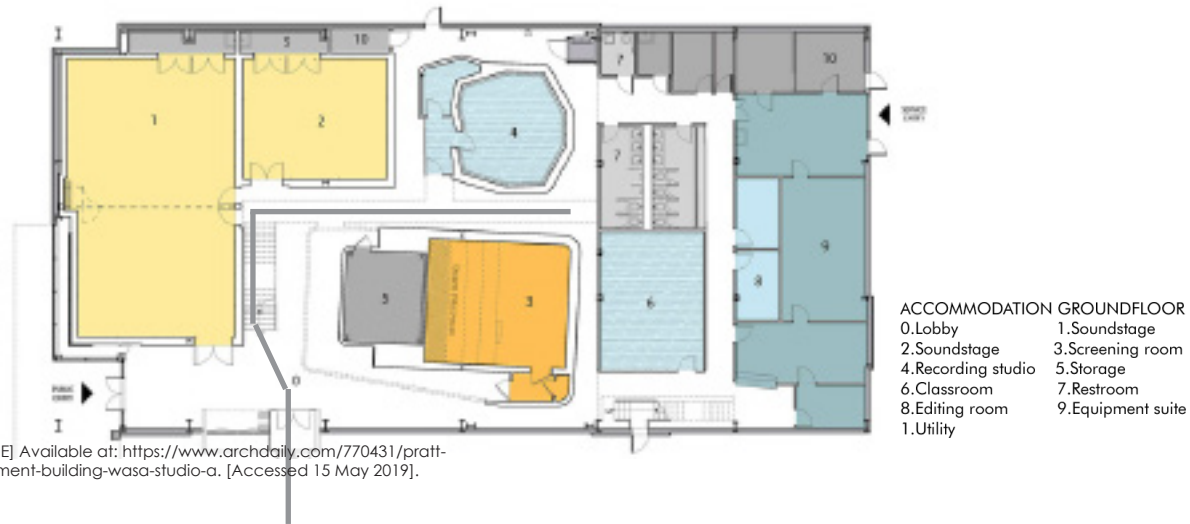 5
10
7
10
1
2
4
SERVICE ENTRY
7
5
3
6
8
9
0
PUBLIC ENTRY
ACCOMMODATION GROUNDFLOOR
0.Lobby 1.Soundstage
2.Soundstage 3.Screening room
4.Recording studio 5.Storage
6.Classroom 7.Restroom
8.Editing room 9.Equipment suite
1.Utility
E] Available at: https://www.archdaily.com/770431/pratt-
ment-building-wasa-studio-a. [Accessed 15 May 2019].